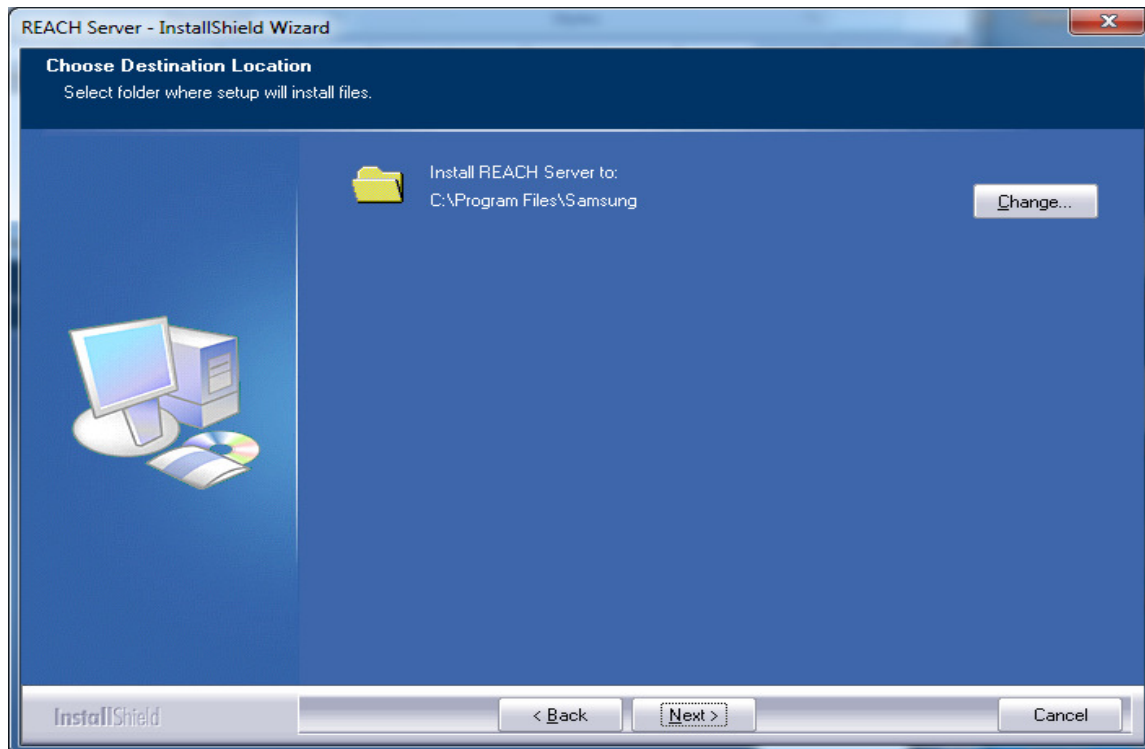 REACH Server - InstallShield Wizard
Choose Destination Location
Select folder where setup will install files.
Install REACH Server to:
C:\Program Files\Samsung
Change...
InstallShield
< Back
Next >
Cancel